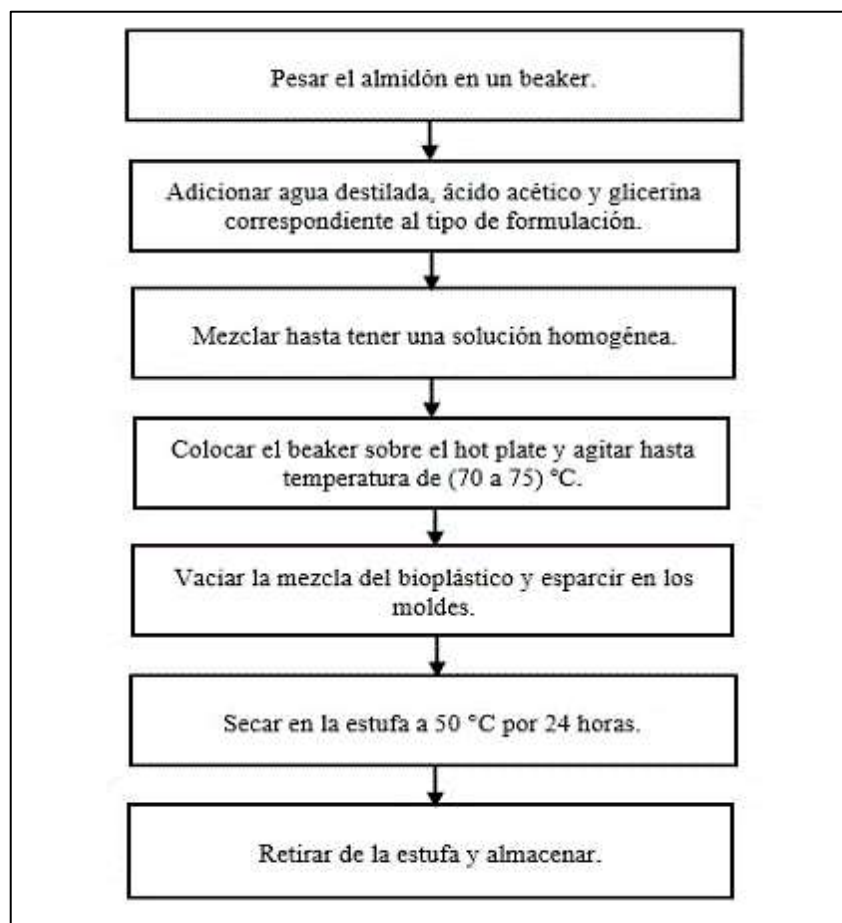 Pesar el almidón en un beaker.
Adicionar agua destilada, ácido acético y glicerina
correspondiente al tipo de formulación.
Mezclar hasta tener una solución homogénea.
Colocar el beaker sobre el hot plate y agitar hasta
temperatura de (70 a 75) °C.
Vaciar la mezcla del bioplástico y esparcir en los
moldes.
Secar en la estufa a 50 °C por 24 horas.
Retirar de la estufa y almacenar.